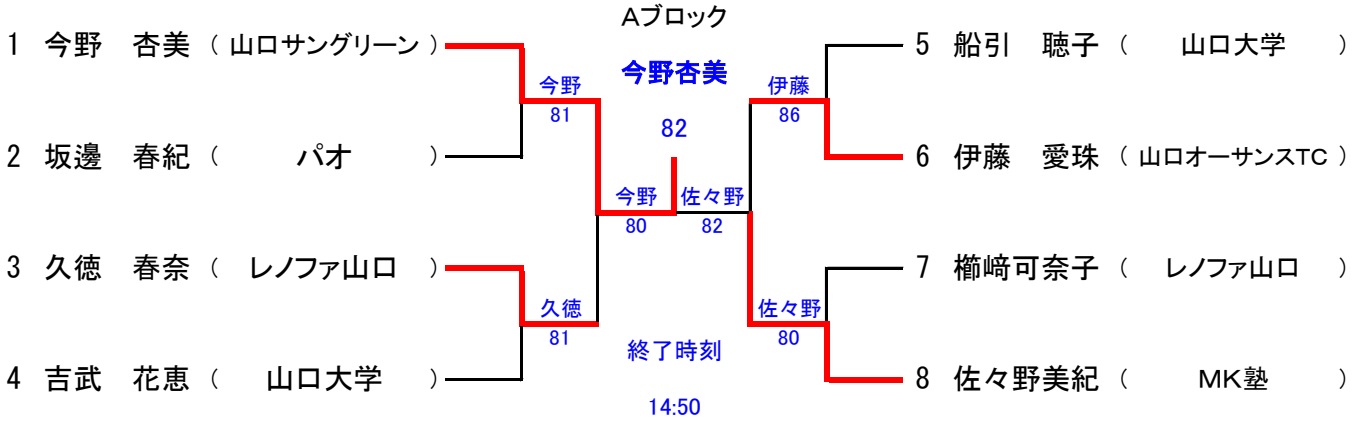 Aブロック
1 今野 杏美 ( 山口サングリーン )
5 船引 聴子 ( 山口大学 )
今野杏美
今野
伊藤
81
86
82
2 坂邊 春紀 ( パオ )
6 伊藤 愛珠 ( 山口オーサンスTC )
今野
佐々野
80
82
3 久徳 春奈 ( レノファ山口 )
7 櫛﨑可奈子 ( レノファ山口 )
久徳
佐々野
81
80
終了時刻
4 吉武 花恵 ( 山口大学 )
8 佐々野美紀 ( MK塾 )
14:50